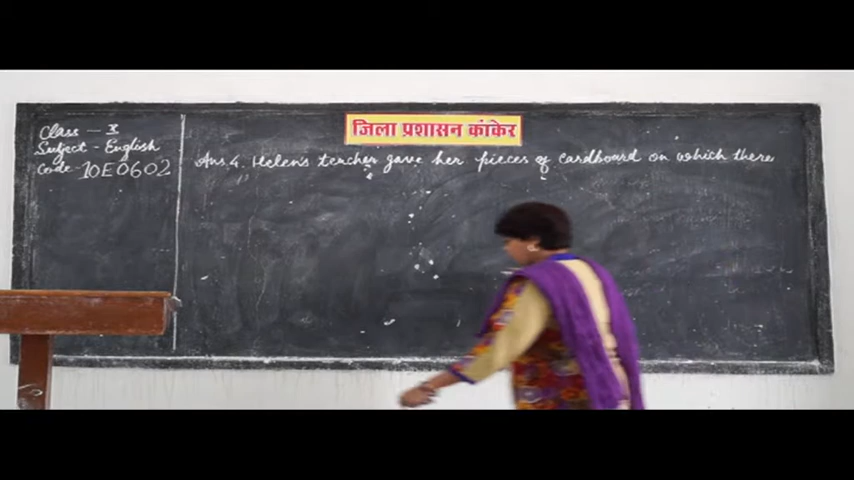 जिला प्रशासन कांकेर
Class - X
Subject - English
Code - 10E0602
Ans 4. Helen's teacher gave her pieces of cardboard on which there